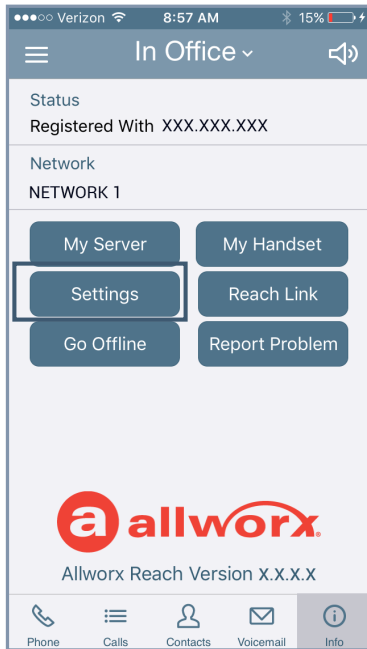 ●●●○○ Verizon 8:57 AM 15%
In Office
Status
Registered With XXX.XXX.XXX
Network
NETWORK 1
My Server My Handset
Settings Reach Link
Go Offline Report Problem
a allworx.
Allworx Reach Version X.X.X.X
Phone Calls Contacts Voicemail Info